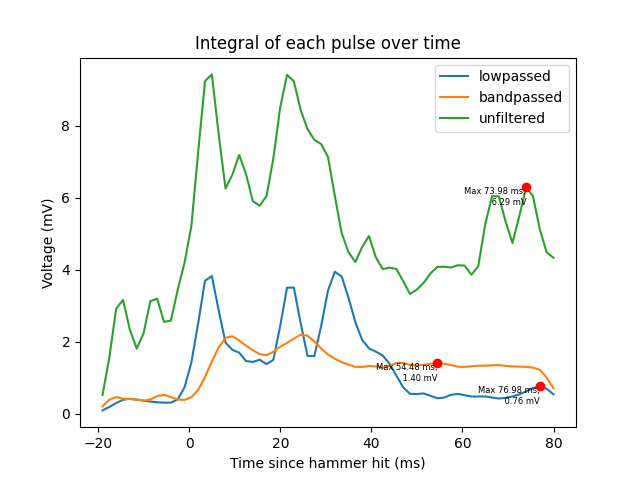 Integral of each pulse over time
lowpassed
bandpassed
unfiltered
Max 73.98 ms,
6.29 mV
Max 54.48 ms,
1.40 mV
Max 76.98 ms,
0.76 mV
Voltage (mV)
8
6
4
2
0
−20
0
20
40
60
80
Time since hammer hit (ms)